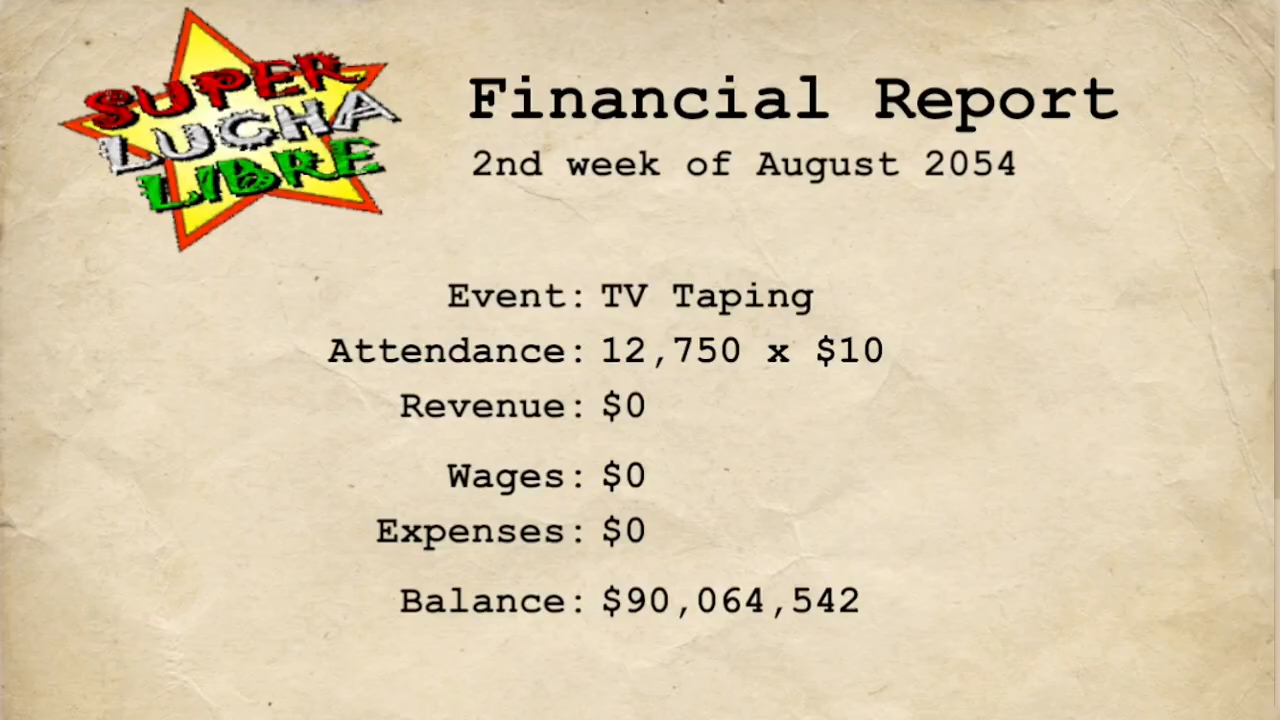 SUPER
LUCHA
LIBRE
Financial Report
2nd week of August 2054
Event: TV Taping
Attendance: 12,750 x $10
Revenue: $0
Wages: $0
Expenses: $0
Balance: $90,064,542